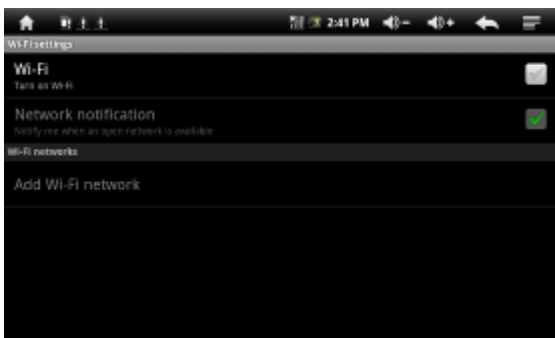 2:41 PM
Wi-Fi settings
Wi-Fi
Turn on Wi-Fi
Network notification
Notify me when an open network is available
Wi-Fi networks
Add Wi-Fi network